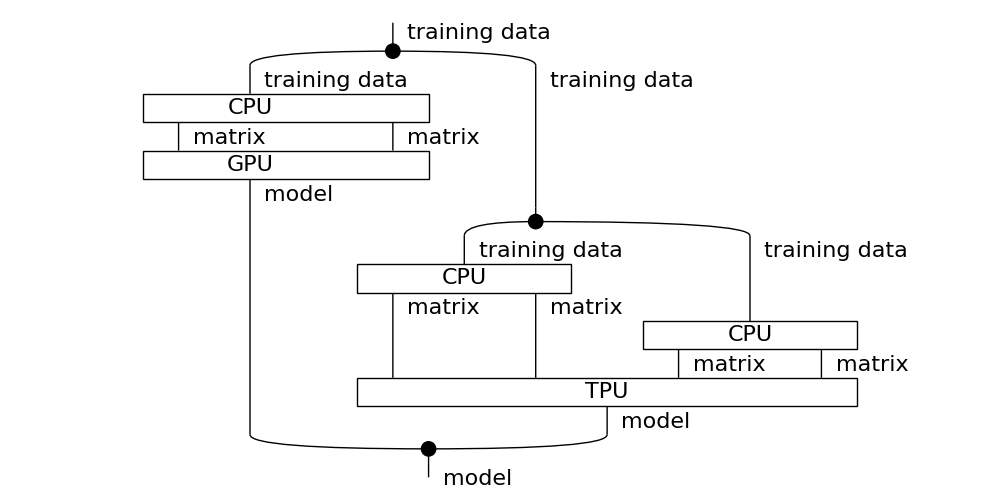 training data
training data training data
CPU
matrix matrix
GPU
model
training data training data
CPU
matrix matrix
CPU
matrix matrix
TPU
model
model